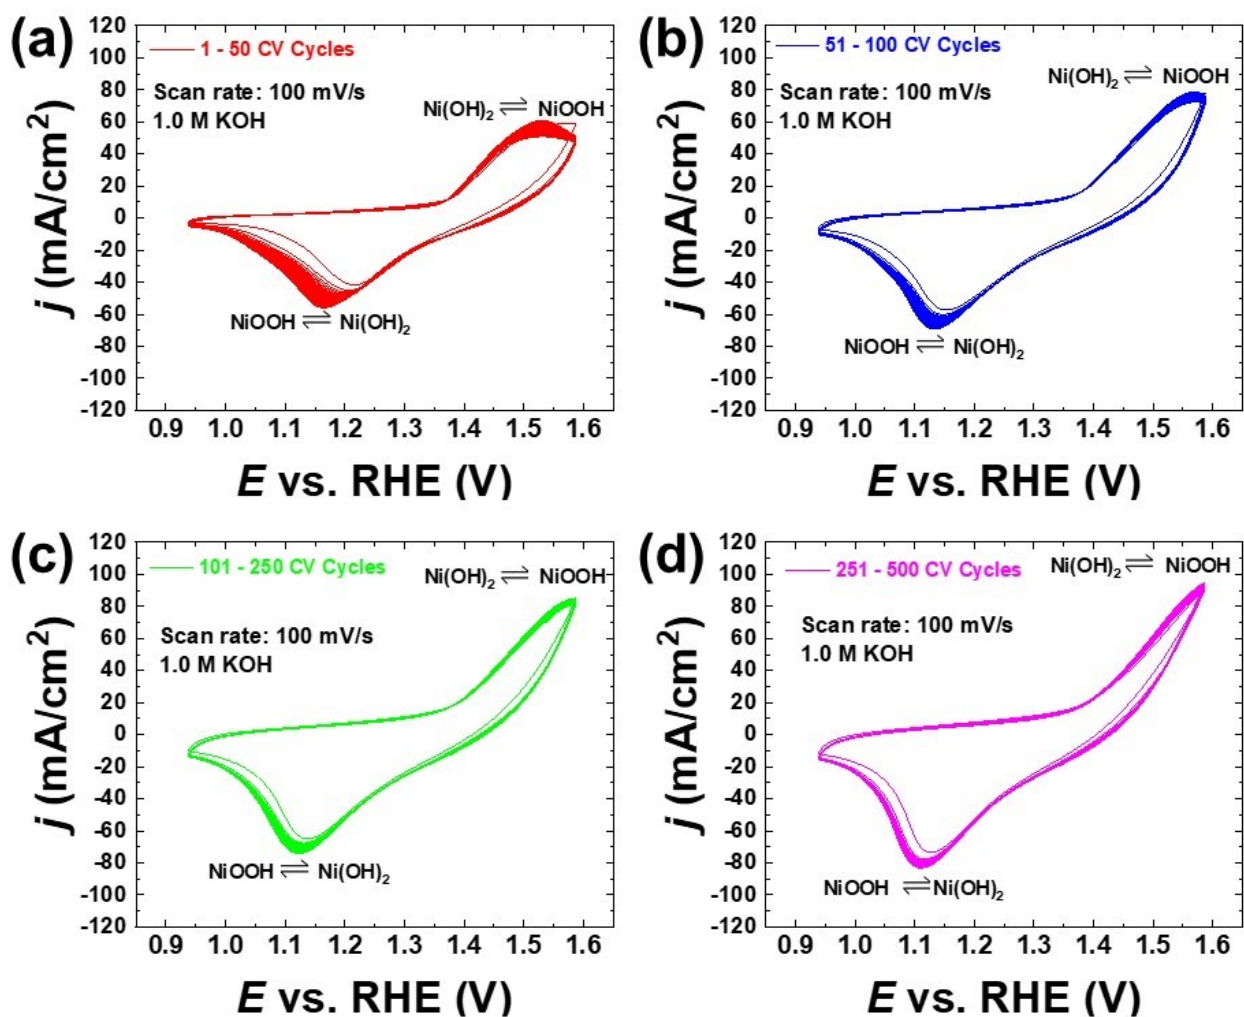 (a)
1 - 50 CV Cycles
Scan rate: 100 mV/s
1.0 M KOH
Ni(OH)₂ ⇌ NiOOH
NiOOH ⇌ Ni(OH)₂
120
100
80
60
40
20
0
-20
-40
-60
-80
-100
-120
j (mA/cm²)
0.9 1.0 1.1 1.2 1.3 1.4 1.5 1.6
E vs. RHE (V)
(b)
51 - 100 CV Cycles
Ni(OH)₂ ⇌ NiOOH
Scan rate: 100 mV/s
1.0 M KOH
NiOOH ⇌ Ni(OH)₂
120
100
80
60
40
20
0
-20
-40
-60
-80
-100
-120
j (mA/cm²)
0.9 1.0 1.1 1.2 1.3 1.4 1.5 1.6
E vs. RHE (V)
(c)
101 - 250 CV Cycles
Ni(OH)₂ ⇌ NiOOH
Scan rate: 100 mV/s
1.0 M KOH
NiOOH ⇌ Ni(OH)₂
120
100
80
60
40
20
0
-20
-40
-60
-80
-100
-120
j (mA/cm²)
0.9 1.0 1.1 1.2 1.3 1.4 1.5 1.6
E vs. RHE (V)
(d)
251 - 500 CV Cycles
Ni(OH)₂ ⇌ NiOOH
Scan rate: 100 mV/s
1.0 M KOH
NiOOH ⇌Ni(OH)₂
120
100
80
60
40
20
0
-20
-40
-60
-80
-100
-120
j (mA/cm²)
0.9 1.0 1.1 1.2 1.3 1.4 1.5 1.6
E vs. RHE (V)